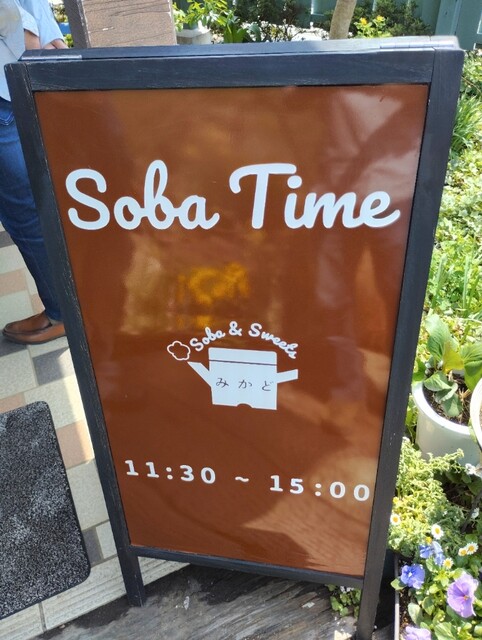 Soba Time
Soba & Sweets
みかど
11:30 ~ 15:00